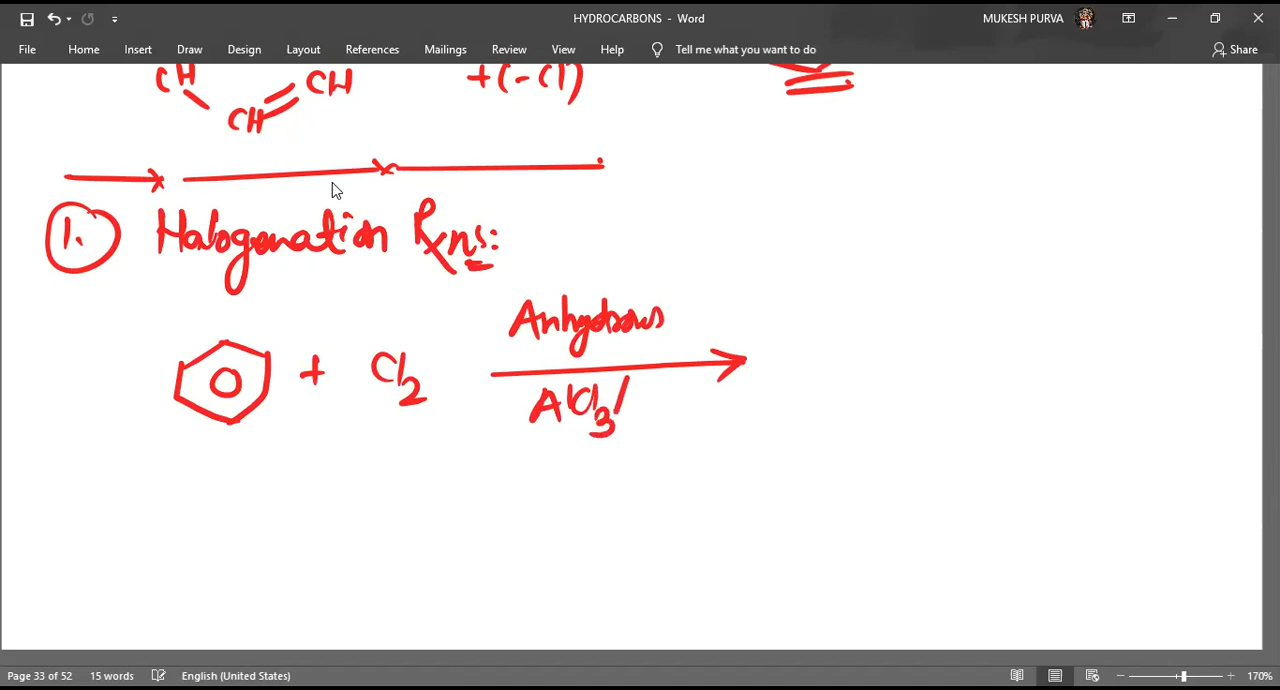 HYDROCARBONS - Word
MUKESH PURVA
File Home Insert Draw Design Layout References Mailings Review View Help Tell me what you want to do Share
CH CH +(-Cl)
CH
1. Halogenation Rxns:
Anhydrous
+ Cl2
AlCl3/
Page 33 of 52 15 words English (United States) 170%